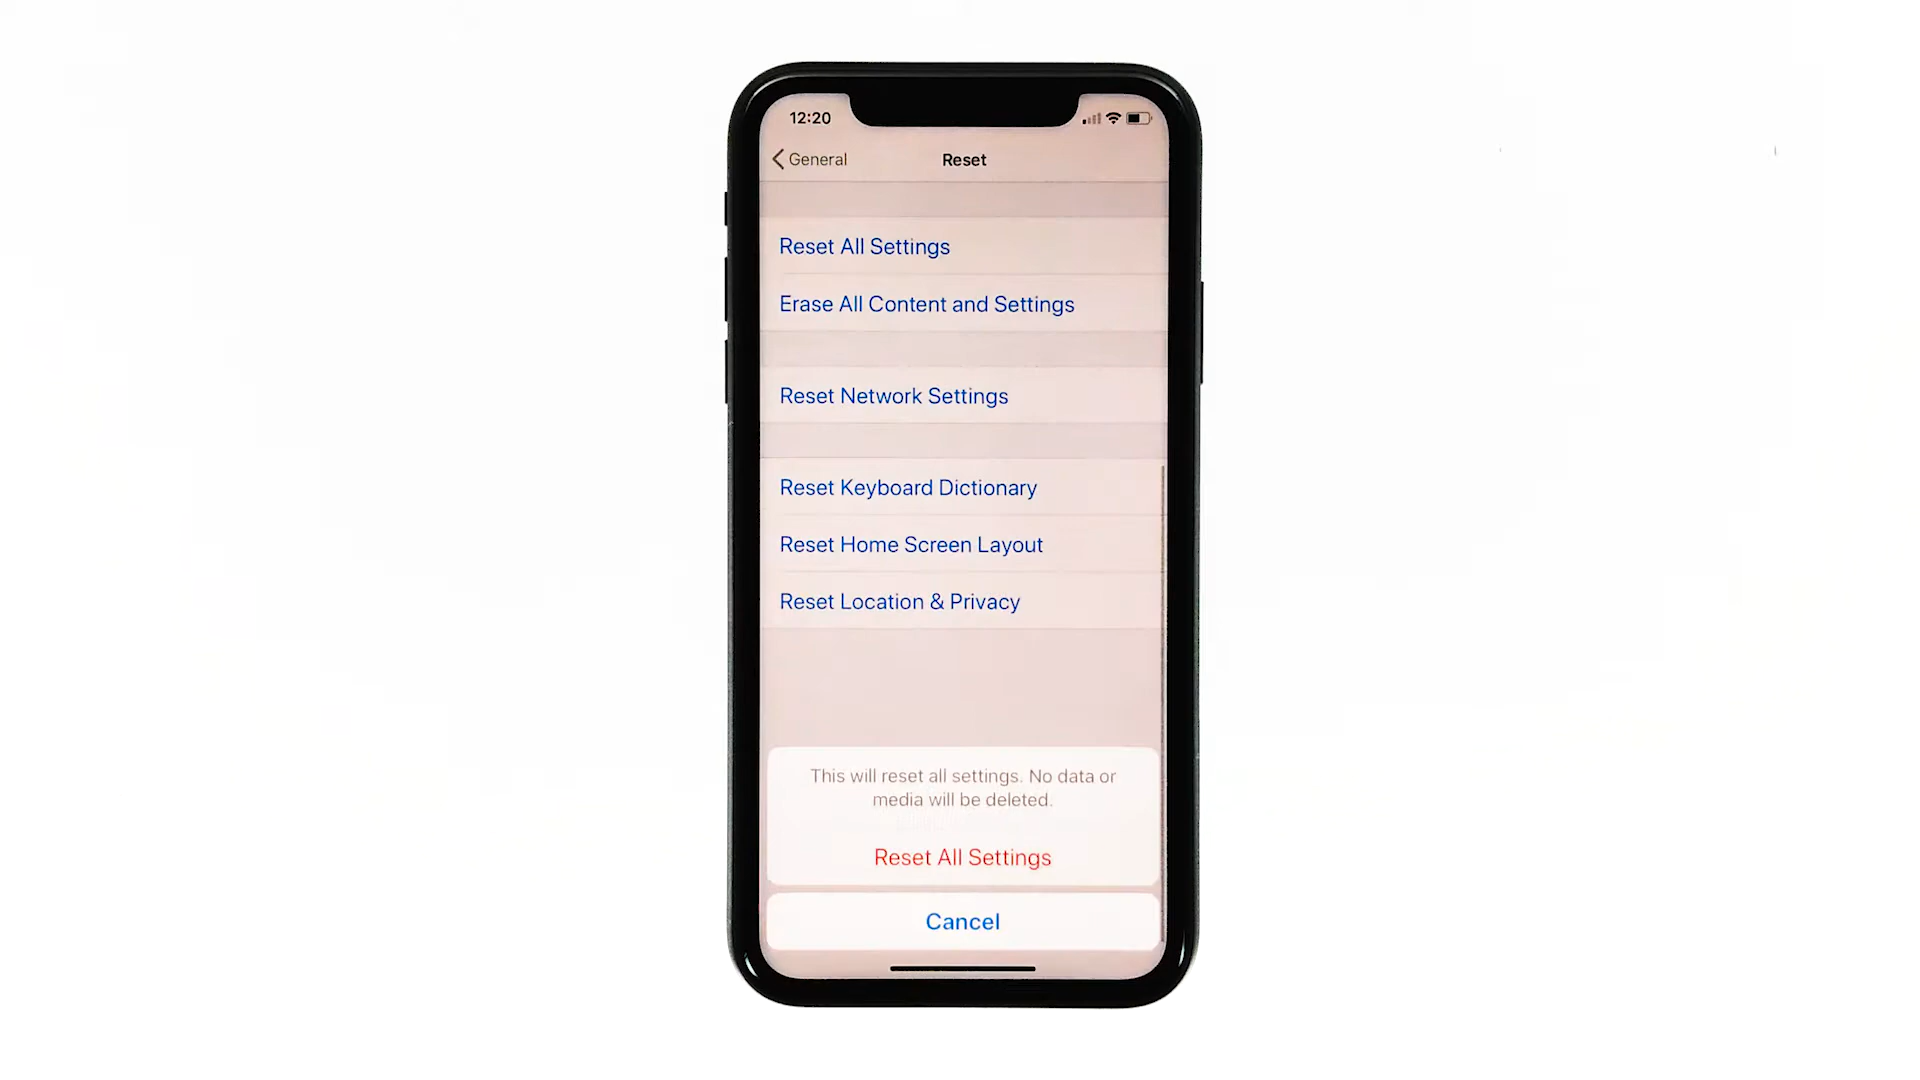 12:20
General
Reset
Reset All Settings
Erase All Content and Settings
Reset Network Settings
Reset Keyboard Dictionary
Reset Home Screen Layout
Reset Location & Privacy
This will reset all settings. No data or
media will be deleted.
Reset All Settings
Cancel